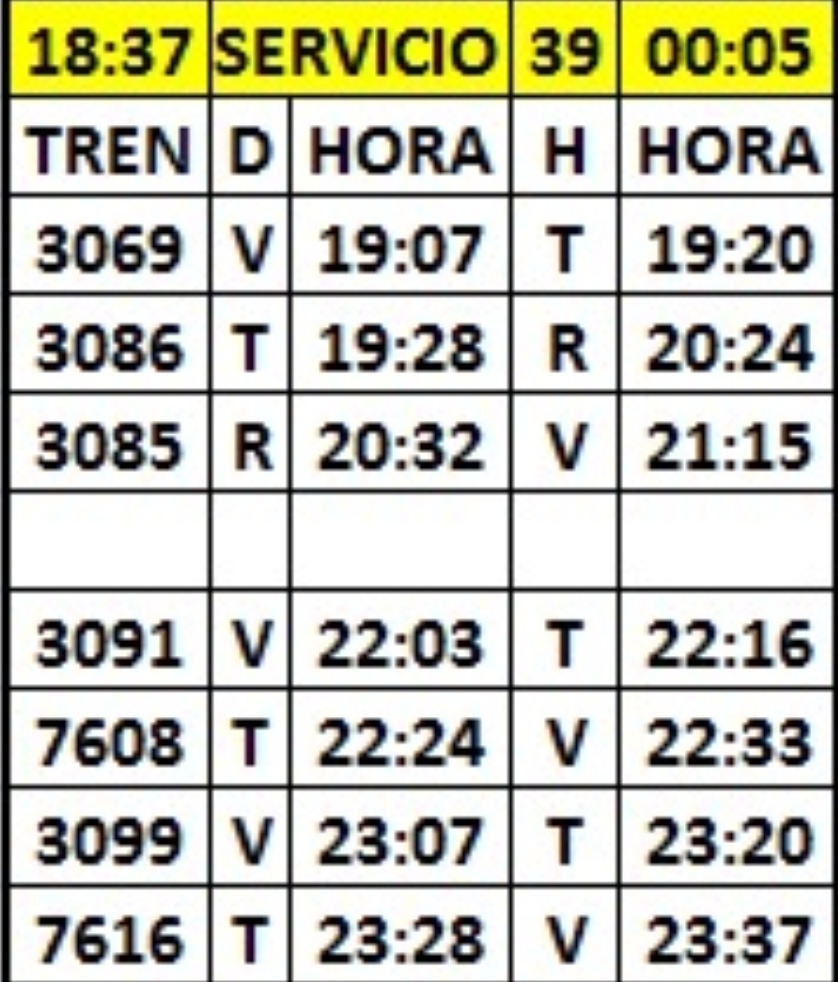 18:37 SERVICIO 39 00:05
TREN D HORA H HORA
3069 V 19:07 T 19:20
3086 T 19:28 R 20:24
3085 R 20:32 V 21:15
3091 V 22:03 T 22:16
7608 T 22:24 V 22:33
3099 V 23:07 T 23:20
7616 T 23:28 V 23:37